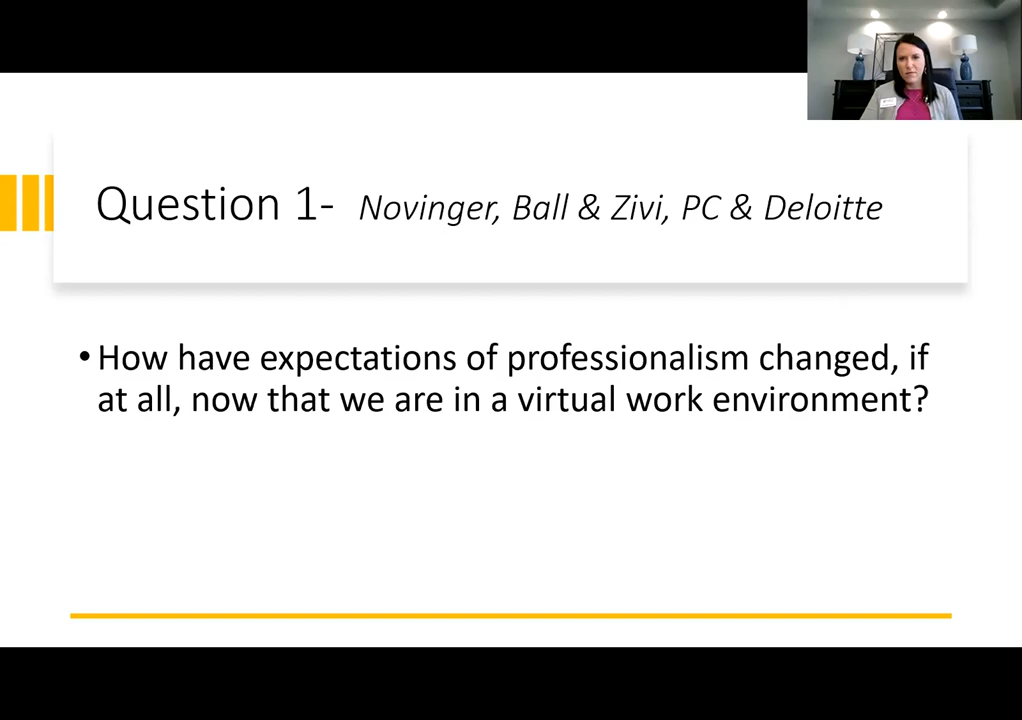 Question 1- Novinger, Ball & Zivi, PC & Deloitte
• How have expectations of professionalism changed, if
at all, now that we are in a virtual work environment?